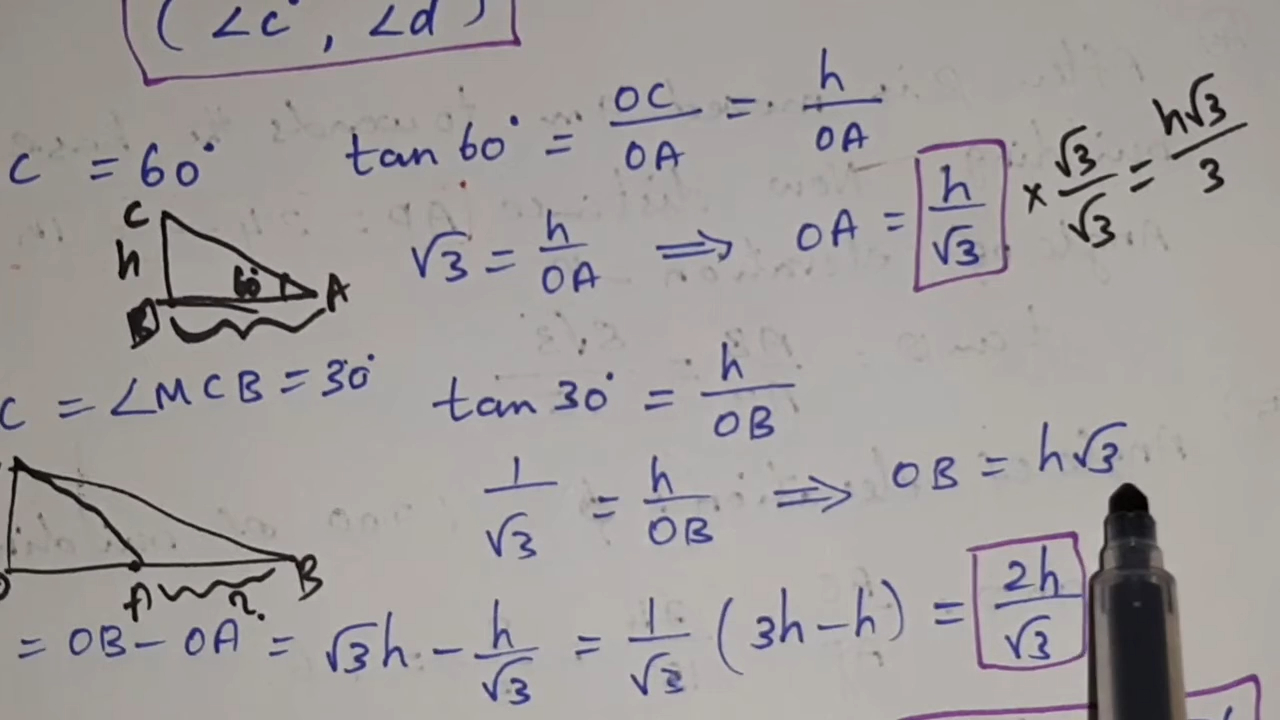 (∠c, ∠d)
C = 60° tan 60° = OC/OA = h/OA
C h 60° A
√3 = h/OA ⟹ OA = h/√3 × √3/√3 = h√3/3
C = ∠MCB = 30° tan 30° = h/OB
1/√3 = h/OB ⟹ OB = h√3
A B ?
= OB - OA = √3h - h/√3 = 1/√3 (3h - h) = 2h/√3